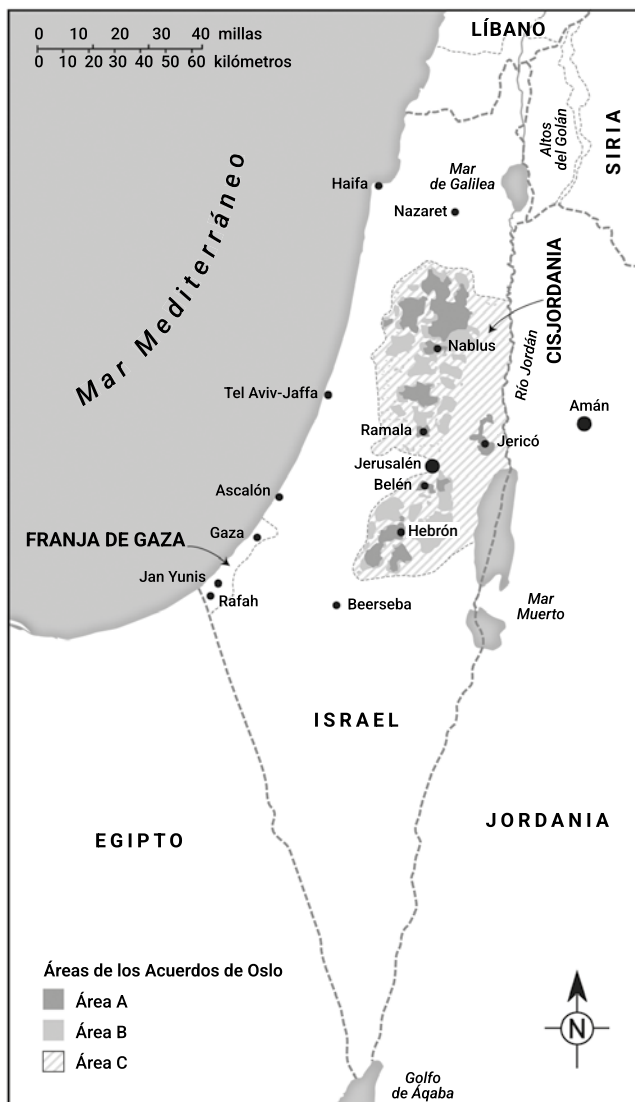 0 10 20 30 40 millas
0 10 20 30 40 50 60 kilómetros
LÍBANO
SIRIA
Altos
del Golán
Mar
de Galilea
Haifa
Nazaret
Mar Mediterráneo
CISJORDANIA
Nablus
Río Jordán
Tel Aviv-Jaffa
Amán
Ramala
Jericó
Jerusalén
Belén
Ascalón
Gaza
Hebrón
FRANJA DE GAZA
Jan Yunis
Rafah
Beerseba
Mar
Muerto
ISRAEL
JORDANIA
EGIPTO
Áreas de los Acuerdos de Oslo
Área A
Área B
Área C
N
Golfo
de Áqaba